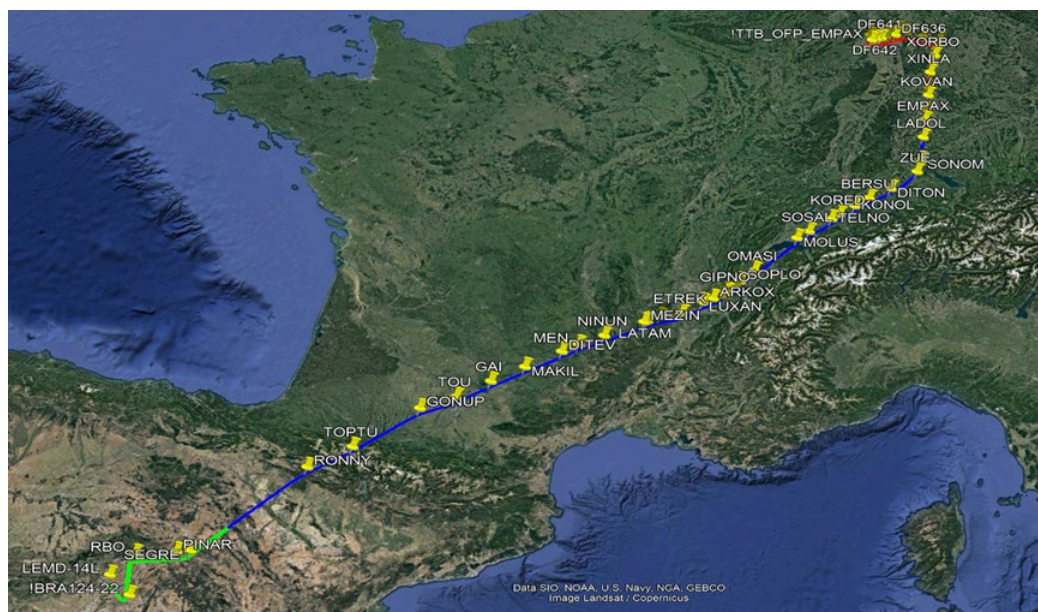 DF641
DF636
!TTB_OFP_EMPAX
DF642
XORBO
XINLA
KOVAN
EMPAX
LADOL
ZUE
SONOM
BERSU
DITON
KORED
KONOL
SOSAL
TELNO
MOLUS
OMASI
GIPNO
SOPLO
ETREK
ARKOX
LUXAN
NINUN
MEZIN
LATAM
MEN
DITEV
GAI
MAKIL
TOU
GONUP
TOPTU
RONNY
RBO
SEGRE
PINAR
LEMD-14L
!BRA124-22
Data SIO, NOAA, U.S. Navy, NGA, GEBCO
Image Landsat / Copernicus